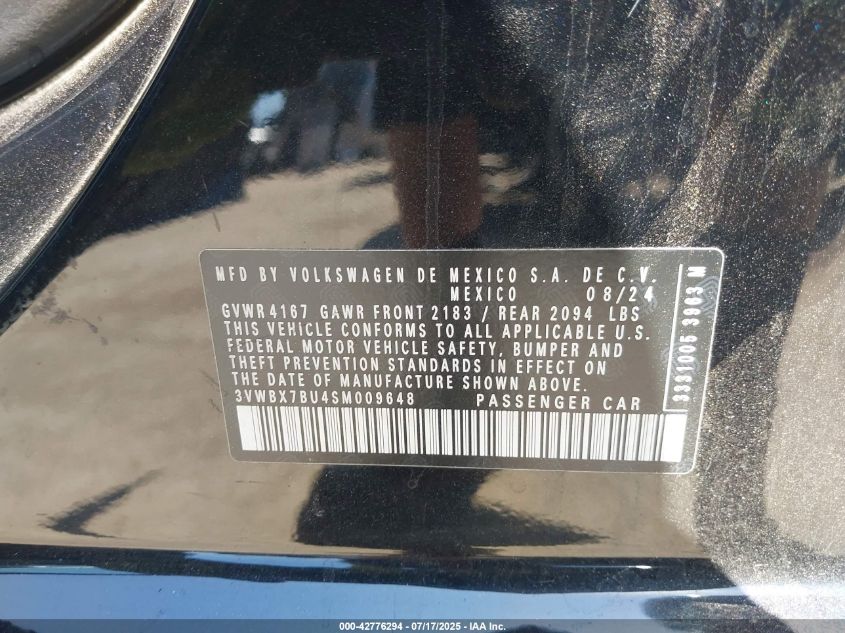 MFD BY VOLKSWAGEN DE MEXICO S.A. DE C.V.
MEXICO 08/24
GVWR 4167 GAWR FRONT 2183 / REAR 2094 LBS
THIS VEHICLE CONFORMS TO ALL APPLICABLE U.S.
FEDERAL MOTOR VEHICLE SAFETY, BUMPER AND
THEFT PREVENTION STANDARDS IN EFFECT ON
THE DATE OF MANUFACTURE SHOWN ABOVE.
3VWBX7BU4SM009648 PASSENGER CAR
3331005 3903 M
000-42776294 - 07/17/2025 - IAA Inc.